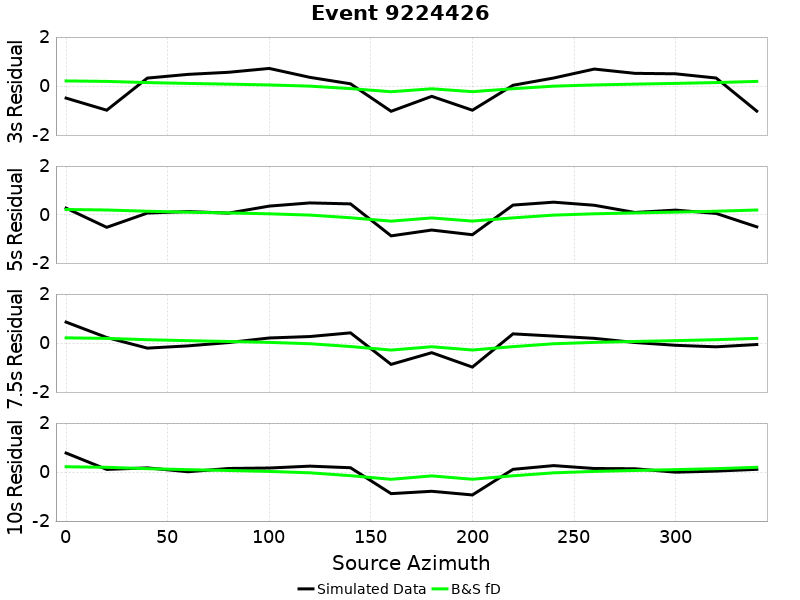 Event 9224426
3s Residual
2
0
-2
5s Residual
2
0
-2
7.5s Residual
2
0
-2
10s Residual
2
0
-2
0 50 100 150 200 250 300
Source Azimuth
Simulated Data B&S fD